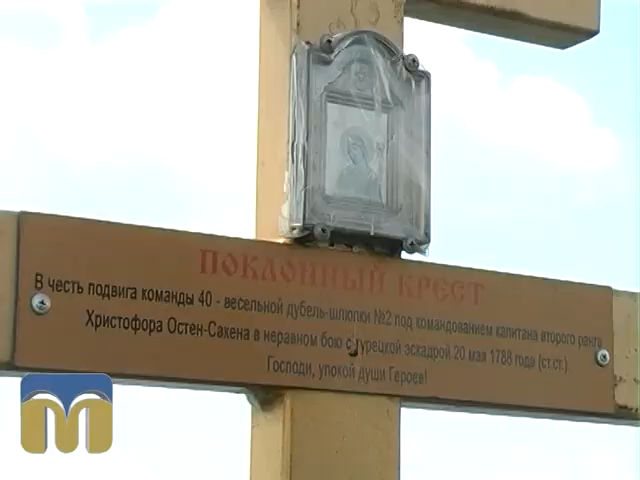 ПОКЛОННЫЙ КРЕСТ
В честь подвига команды 40 - весельной дубель-шлюпки №2 под командованием капитана второго ранга
Христофора Остен-Сакена в неравном бою с турецкой эскадрой 20 мая 1788 года (ст.ст.).
Господи, упокой души Героев!
М